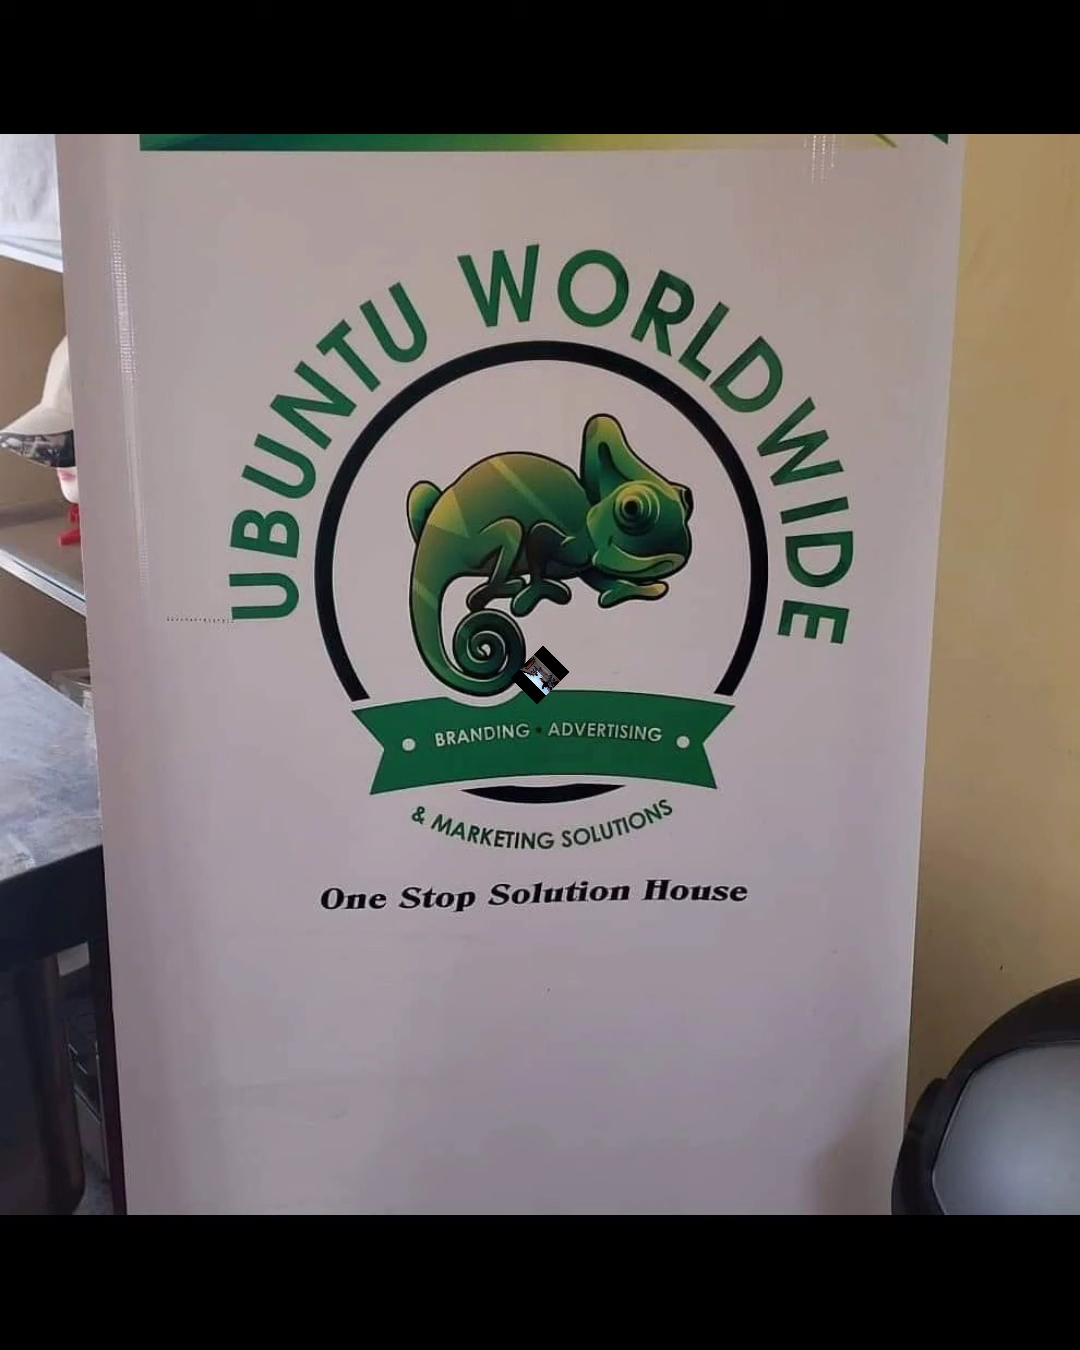 UBUNTU WORLDWIDE
BRANDING • ADVERTISING
& MARKETING SOLUTIONS
One Stop Solution House